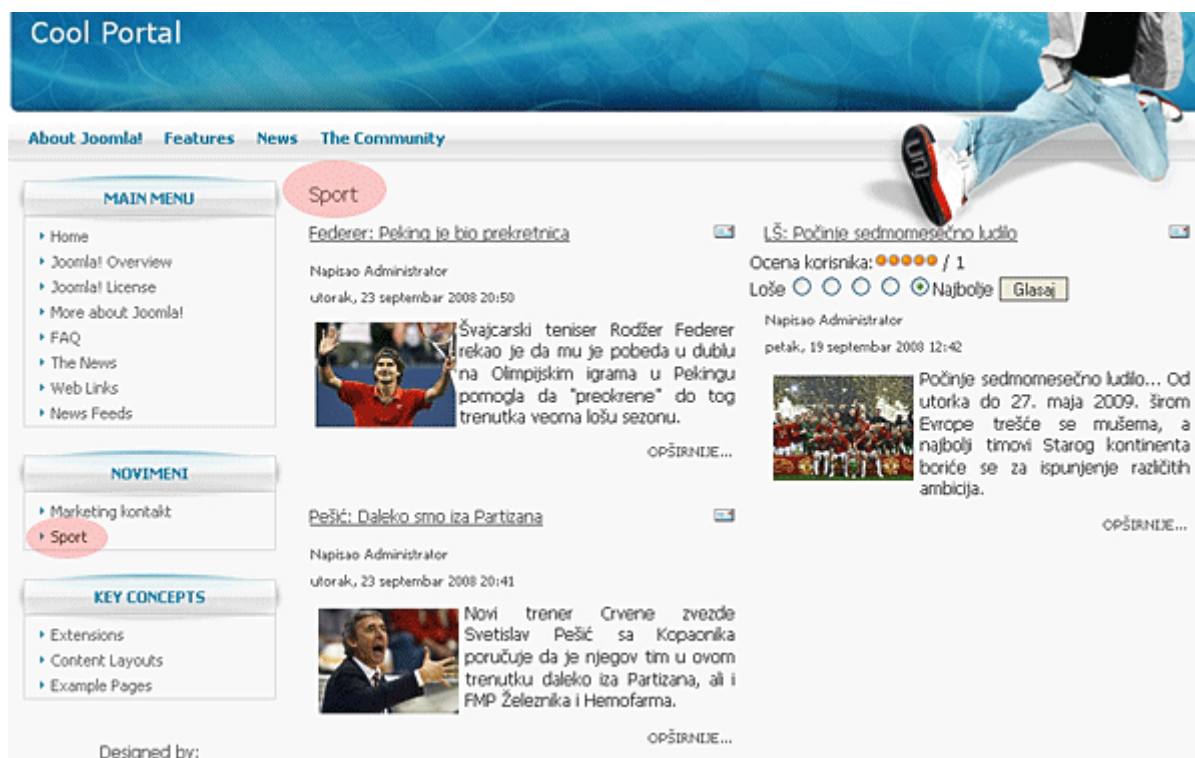 Cool Portal
About Joomla! Features News The Community
MAIN MENU
Home
Joomla! Overview
Joomla! License
More about Joomla!
FAQ
The News
Web Links
News Feeds
NOVIMENI
Marketing kontakt
Sport
KEY CONCEPTS
Extensions
Content Layouts
Example Pages
Designed by:
Sport
Federer: Peking je bio prekretnica
Napisao Administrator
utorak, 23 septembar 2008 20:50
Švajcarski teniser Rodžer Federer
rekao je da mu je pobeda u dublu
na Olimpijskim igrama u Pekingu
pomogla da "preokrene" do tog
trenutka veoma lošu sezonu.
OPŠIRNIJE...
Pešić: Daleko smo iza Partizana
Napisao Administrator
utorak, 23 septembar 2008 20:41
Novi trener Crvene zvezde
Svetislav Pešić sa Kopaonika
poručuje da je njegov tim u ovom
trenutku daleko iza Partizana, ali i
FMP Železnika i Hemofarma.
OPŠIRNIJE...
LŠ: Počinje sedmomesečno ludilo
Ocena korisnika: / 1
Loše Najbolje Glasaj
Napisao Administrator
petak, 19 septembar 2008 12:42
Počinje sedmomesečno ludilo... Od
utorka do 27. maja 2009. širom
Evrope trešće se mušema, a
najbolji timovi Starog kontinenta
boriće se za ispunjenje različitih
ambicija.
OPŠIRNIJE...
unj